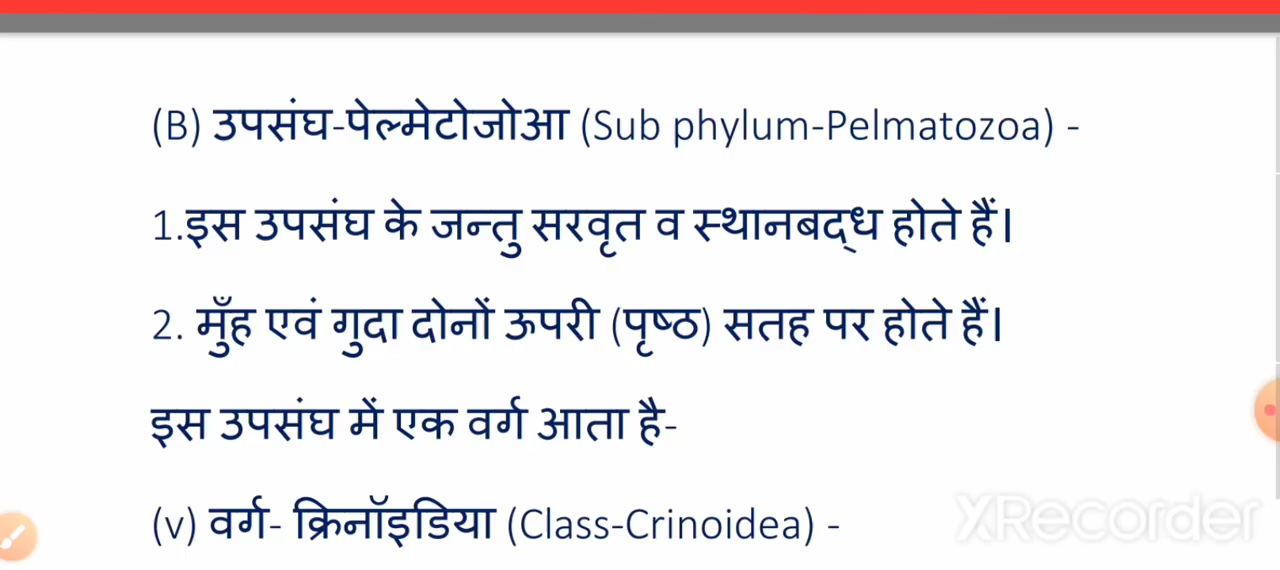 (B) उपसंघ-पेल्मेटोजोआ (Sub phylum-Pelmatozoa) -
1.इस उपसंघ के जन्तु सरवृत व स्थानबद्ध होते हैं।
2. मुँह एवं गुदा दोनों ऊपरी (पृष्ठ) सतह पर होते हैं।
इस उपसंघ में एक वर्ग आता है-
(v) वर्ग- क्रिनॉइडिया (Class-Crinoidea) -
XRecorder